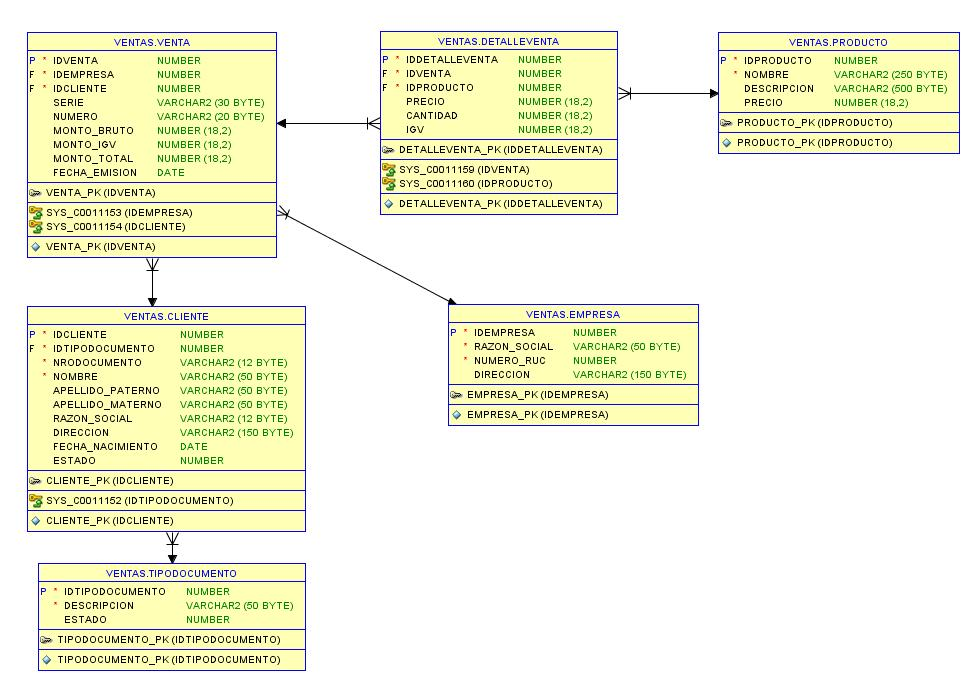 VENTAS.VENTA
P * IDVENTA NUMBER
F * IDEMPRESA NUMBER
F * IDCLIENTE NUMBER
SERIE VARCHAR2 (30 BYTE)
NUMERO VARCHAR2 (20 BYTE)
MONTO_BRUTO NUMBER (18,2)
MONTO_IGV NUMBER (18,2)
MONTO_TOTAL NUMBER (18,2)
FECHA_EMISION DATE
VENTA_PK (IDVENTA)
SYS_C0011153 (IDEMPRESA)
SYS_C0011154 (IDCLIENTE)
VENTA_PK (IDVENTA)
VENTAS.DETALLEVENTA
P * IDDETALLEVENTA NUMBER
F * IDVENTA NUMBER
F * IDPRODUCTO NUMBER
PRECIO NUMBER (18,2)
CANTIDAD NUMBER (18,2)
IGV NUMBER (18,2)
DETALLEVENTA_PK (IDDETALLEVENTA)
SYS_C0011159 (IDVENTA)
SYS_C0011160 (IDPRODUCTO)
DETALLEVENTA_PK (IDDETALLEVENTA)
VENTAS.PRODUCTO
P * IDPRODUCTO NUMBER
* NOMBRE VARCHAR2 (250 BYTE)
DESCRIPCION VARCHAR2 (500 BYTE)
PRECIO NUMBER (18,2)
PRODUCTO_PK (IDPRODUCTO)
PRODUCTO_PK (IDPRODUCTO)
VENTAS.CLIENTE
P * IDCLIENTE NUMBER
F * IDTIPODOCUMENTO NUMBER
* NRODOCUMENTO VARCHAR2 (12 BYTE)
* NOMBRE VARCHAR2 (50 BYTE)
APELLIDO_PATERNO VARCHAR2 (50 BYTE)
APELLIDO_MATERNO VARCHAR2 (50 BYTE)
RAZON_SOCIAL VARCHAR2 (12 BYTE)
DIRECCION VARCHAR2 (150 BYTE)
FECHA_NACIMIENTO DATE
ESTADO NUMBER
CLIENTE_PK (IDCLIENTE)
SYS_C0011152 (IDTIPODOCUMENTO)
CLIENTE_PK (IDCLIENTE)
VENTAS.EMPRESA
P * IDEMPRESA NUMBER
* RAZON_SOCIAL VARCHAR2 (50 BYTE)
* NUMERO_RUC NUMBER
DIRECCION VARCHAR2 (150 BYTE)
EMPRESA_PK (IDEMPRESA)
EMPRESA_PK (IDEMPRESA)
VENTAS.TIPODOCUMENTO
P * IDTIPODOCUMENTO NUMBER
* DESCRIPCION VARCHAR2 (50 BYTE)
ESTADO NUMBER
TIPODOCUMENTO_PK (IDTIPODOCUMENTO)
TIPODOCUMENTO_PK (IDTIPODOCUMENTO)